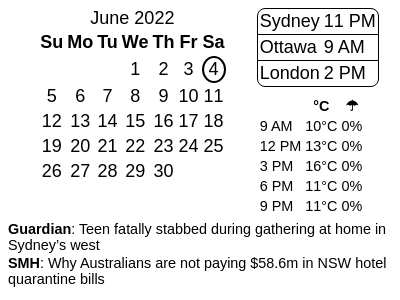 June 2022
Su Mo Tu We Th Fr Sa
1 2 3 4
5 6 7 8 9 10 11
12 13 14 15 16 17 18
19 20 21 22 23 24 25
26 27 28 29 30
Sydney 11 PM
Ottawa 9 AM
London 2 PM
°C ☂
9 AM 10°C 0%
12 PM 13°C 0%
3 PM 16°C 0%
6 PM 11°C 0%
9 PM 11°C 0%
Guardian: Teen fatally stabbed during gathering at home in
Sydney’s west
SMH: Why Australians are not paying $58.6m in NSW hotel
quarantine bills